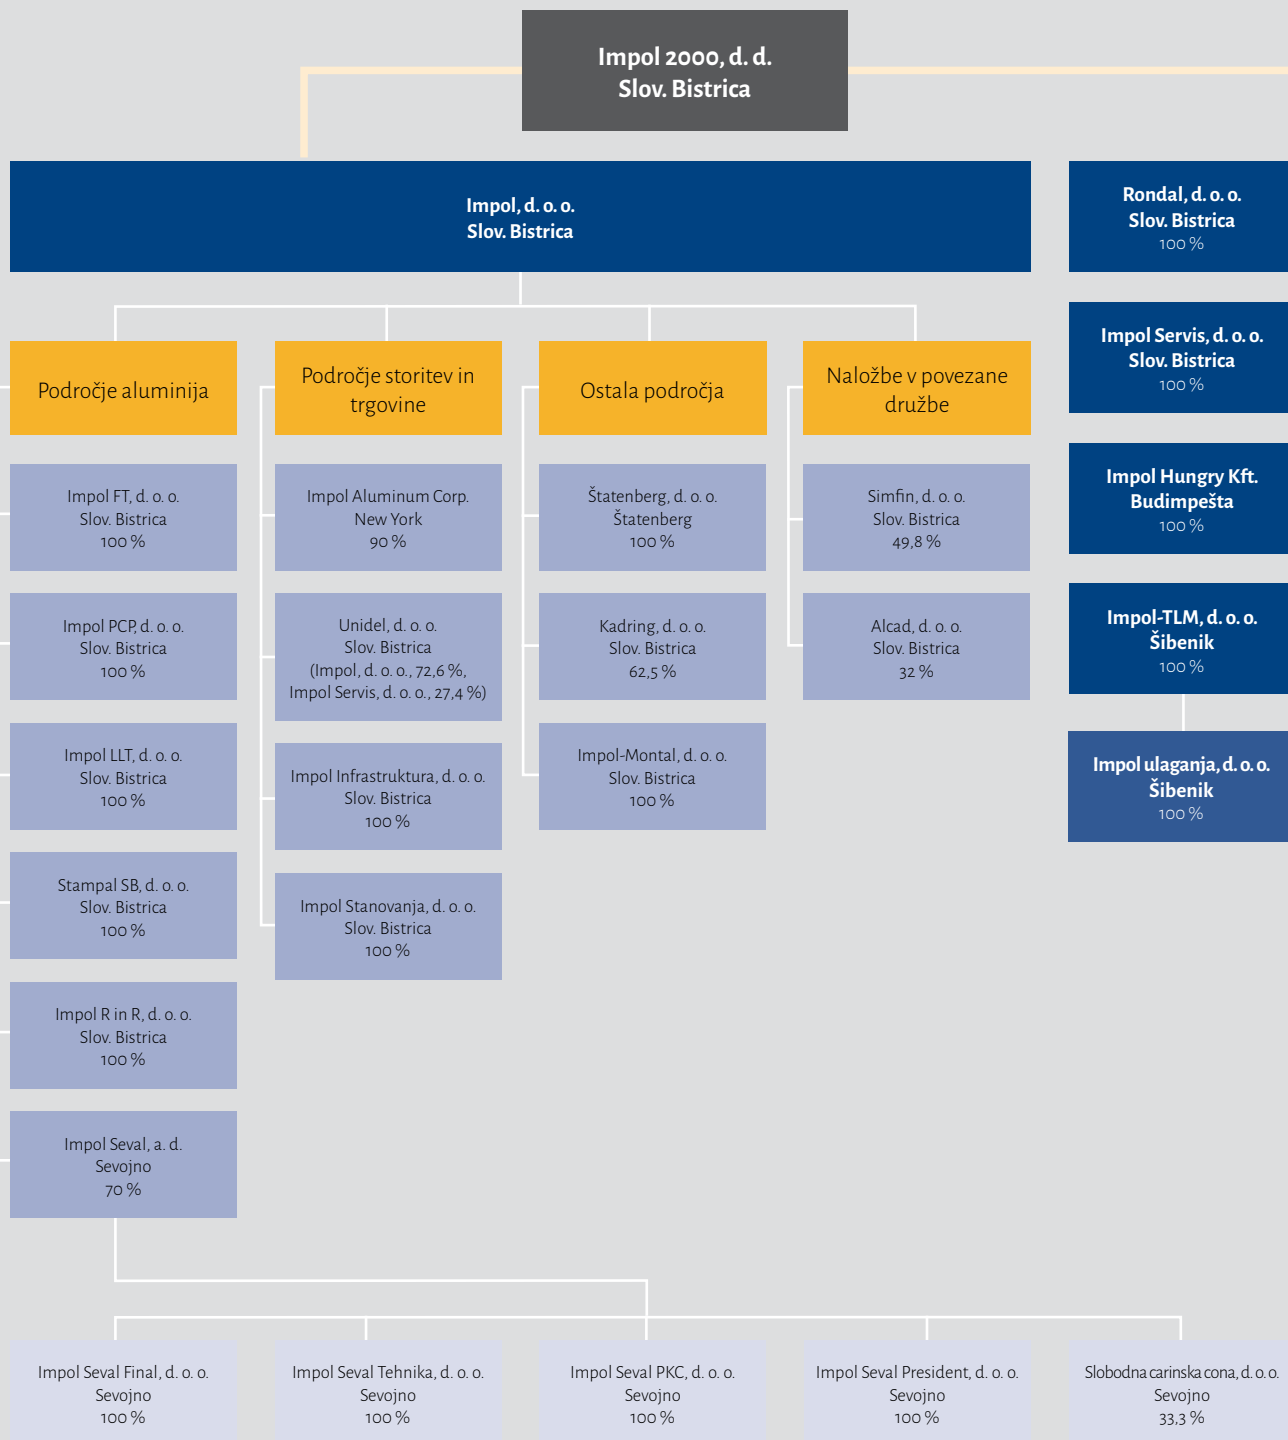 Impol 2000, d. d.
Slov. Bistrica
Impol, d. o. o.
Slov. Bistrica
Rondal, d. o. o.
Slov. Bistrica
100 %
Impol Servis, d. o. o.
Slov. Bistrica
100 %
Impol Hungry Kft.
Budimpešta
100 %
Impol-TLM, d. o. o.
Šibenik
100 %
Impol ulaganja, d. o. o.
Šibenik
100 %
Področje aluminija
Impol FT, d. o. o.
Slov. Bistrica
100 %
Impol PCP, d. o. o.
Slov. Bistrica
100 %
Impol LLT, d. o. o.
Slov. Bistrica
100 %
Stampal SB, d. o. o.
Slov. Bistrica
100 %
Impol R in R, d. o. o.
Slov. Bistrica
100 %
Impol Seval, a. d.
Sevojno
70 %
Področje storitev in
trgovine
Impol Aluminum Corp.
New York
90 %
Unidel, d. o. o.
Slov. Bistrica
(Impol, d. o. o., 72,6 %,
Impol Servis, d. o. o., 27,4 %)
Impol Infrastruktura, d. o. o.
Slov. Bistrica
100 %
Impol Stanovanja, d. o. o.
Slov. Bistrica
100 %
Ostala področja
Štatenberg, d. o. o.
Štatenberg
100 %
Kadring, d. o. o.
Slov. Bistrica
62,5 %
Impol-Montal, d. o. o.
Slov. Bistrica
100 %
Naložbe v povezane
družbe
Simfin, d. o. o.
Slov. Bistrica
49,8 %
Alcad, d. o. o.
Slov. Bistrica
32 %
Impol Seval Final, d. o. o.
Sevojno
100 %
Impol Seval Tehnika, d. o. o.
Sevojno
100 %
Impol Seval PKC, d. o. o.
Sevojno
100 %
Impol Seval President, d. o. o.
Sevojno
100 %
Slobodna carinska cona, d. o. o.
Sevojno
33,3 %